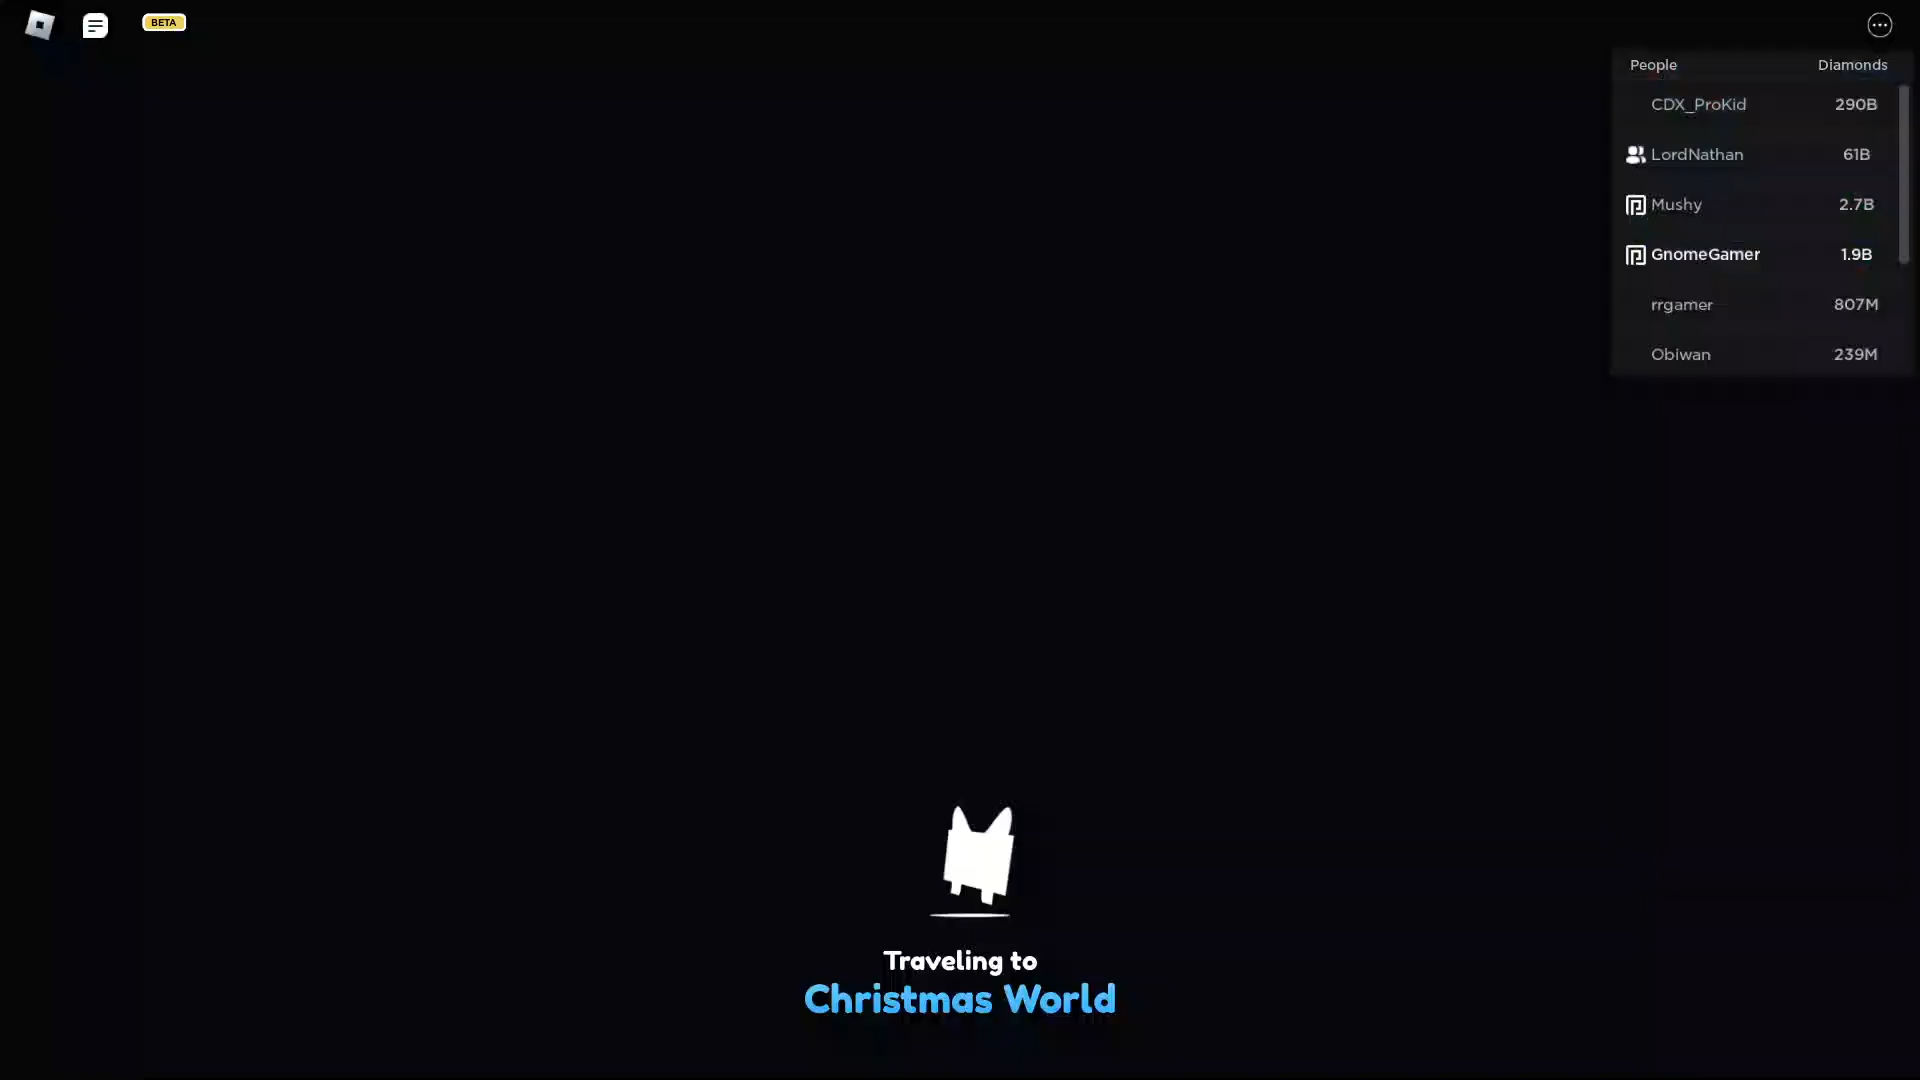 BETA
People Diamonds
CDX_ProKid 290B
LordNathan 61B
Mushy 2.7B
GnomeGamer 1.9B
rrgamer 807M
Obiwan 239M
Traveling to
Christmas World